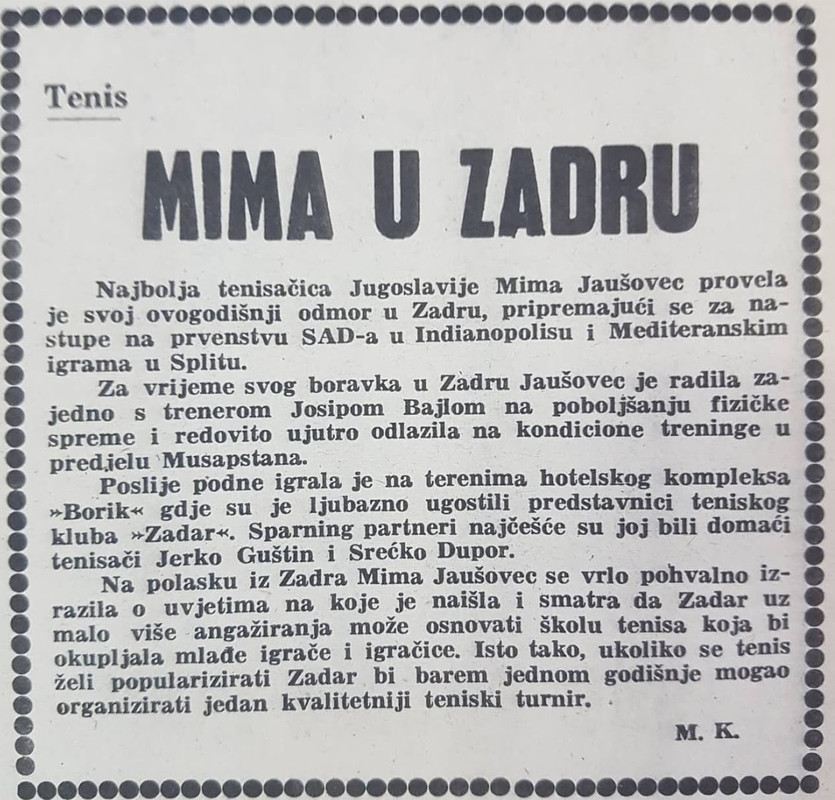 Tenis
MIMA U ZADRU
Najbolja tenisačica Jugoslavije Mima Jaušovec provela
je svoj ovogodišnji odmor u Zadru, pripremajući se za na-
stupe na prvenstvu SAD-a u Indianopolisu i Mediteranskim
igrama u Splitu.
Za vrijeme svog boravka u Zadru Jaušovec je radila za-
jedno s trenerom Josipom Bajlom na poboljšanju fizičke
spreme i redovito ujutro odlazila na kondicione treninge u
predjelu Musapstana.
Poslije podne igrala je na terenima hotelskog kompleksa
»Borik« gdje su je ljubazno ugostili predstavnici teniskog
kluba »Zadar«. Sparning partneri najčešće su joj bili domaći
tenisači Jerko Guštin i Srećko Dupor.
Na polasku iz Zadra Mima Jaušovec se vrlo pohvalno iz-
razila o uvjetima na koje je naišla i smatra da Zadar uz
malo više angažiranja može osnovati školu tenisa koja bi
okupljala mlađe igrače i igračice. Isto tako, ukoliko se tenis
želi popularizirati Zadar bi barem jednom godišnje mogao
organizirati jedan kvalitetniji teniski turnir.
M. K.